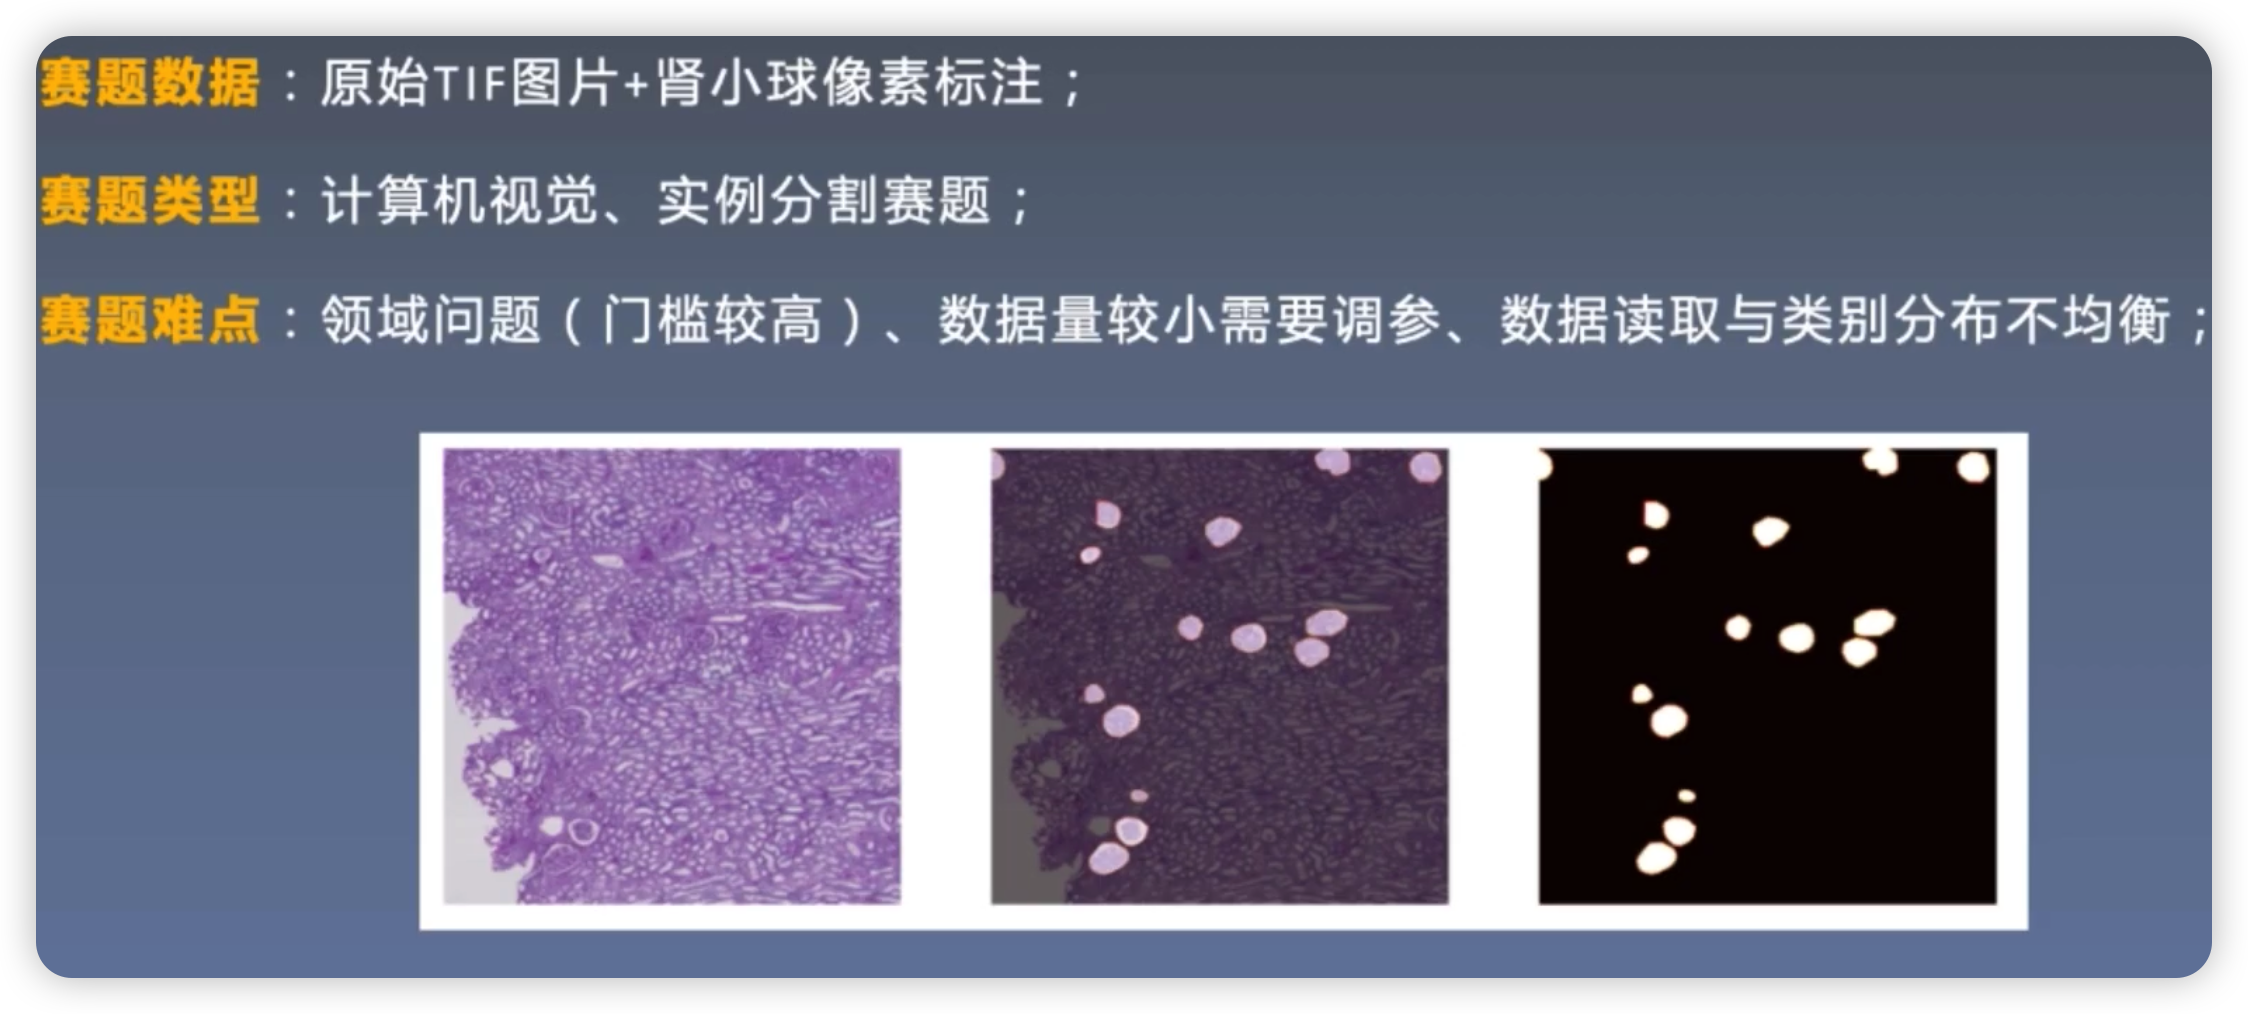 赛题数据：原始TIF图片+肾小球像素标注；
赛题类型：计算机视觉、实例分割赛题；
赛题难点：领域问题（门槛较高）、数据量较小需要调参、数据读取与类别分布不均衡；